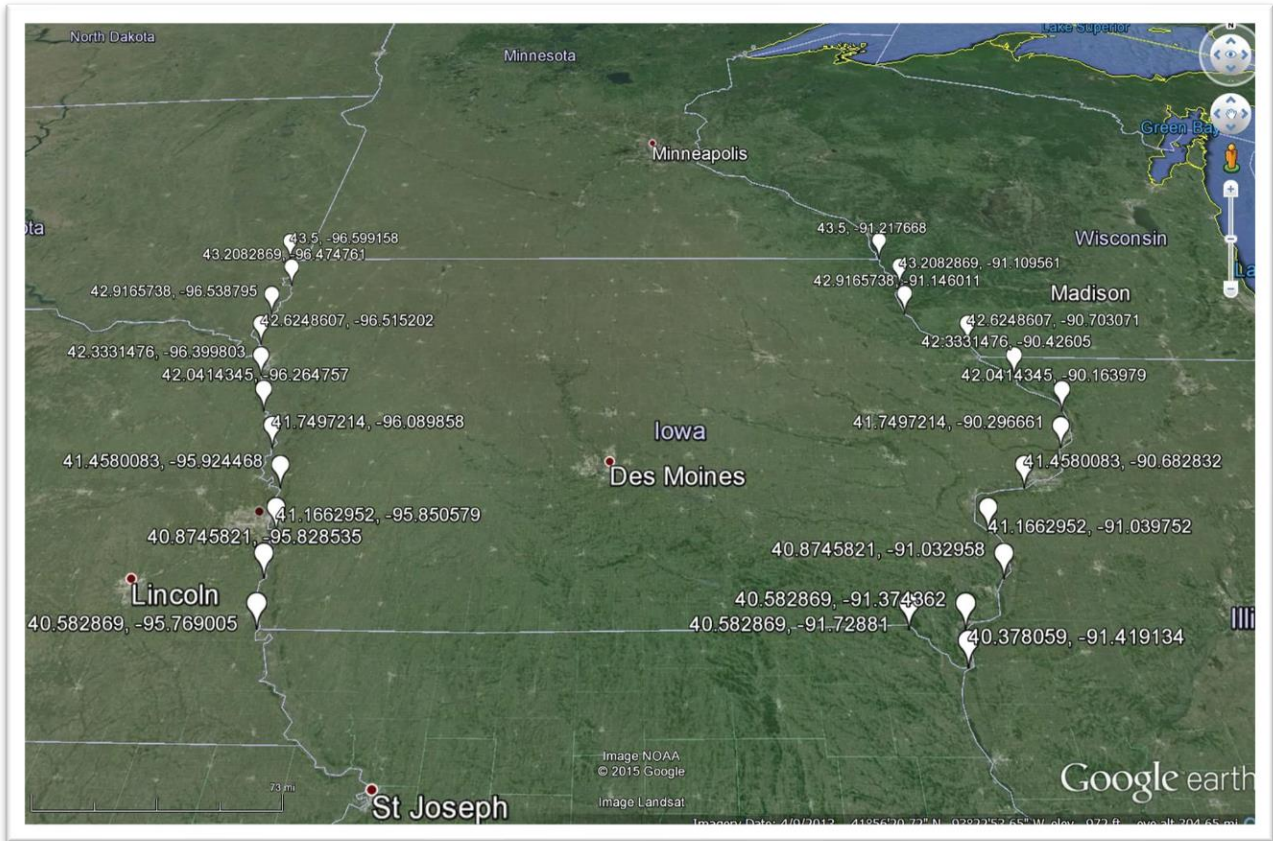 North Dakota
Lake Superior
Minnesota
N
Green Bay
Minneapolis
ota
43.5, -96.599158
43.5, -91.217668
Wisconsin
43.2082869, -96.474761
43.2082869, -91.109561
La
42.9165738, -96.538795
42.9165738, -91.146011
Madison
42.6248607, -96.515202
42.6248607, -90.703071
42.3331476, -96.399803
42.3331476, -90.42605
42.0414345, -96.264757
42.0414345, -90.163979
41.7497214, -96.089858
41.7497214, -90.296661
Iowa
41.4580083, -95.924468
41.4580083, -90.682832
Des Moines
41.1662952, -95.850579
41.1662952, -91.039752
40.8745821, -95.828535
40.8745821, -91.032958
Lincoln
40.582869, -91.374362
40.582869, -95.769005
40.582869, -91.72881
Illi
40.378059, -91.419134
Image NOAA
© 2015 Google
Image Landsat
73 mi
Google earth
St Joseph